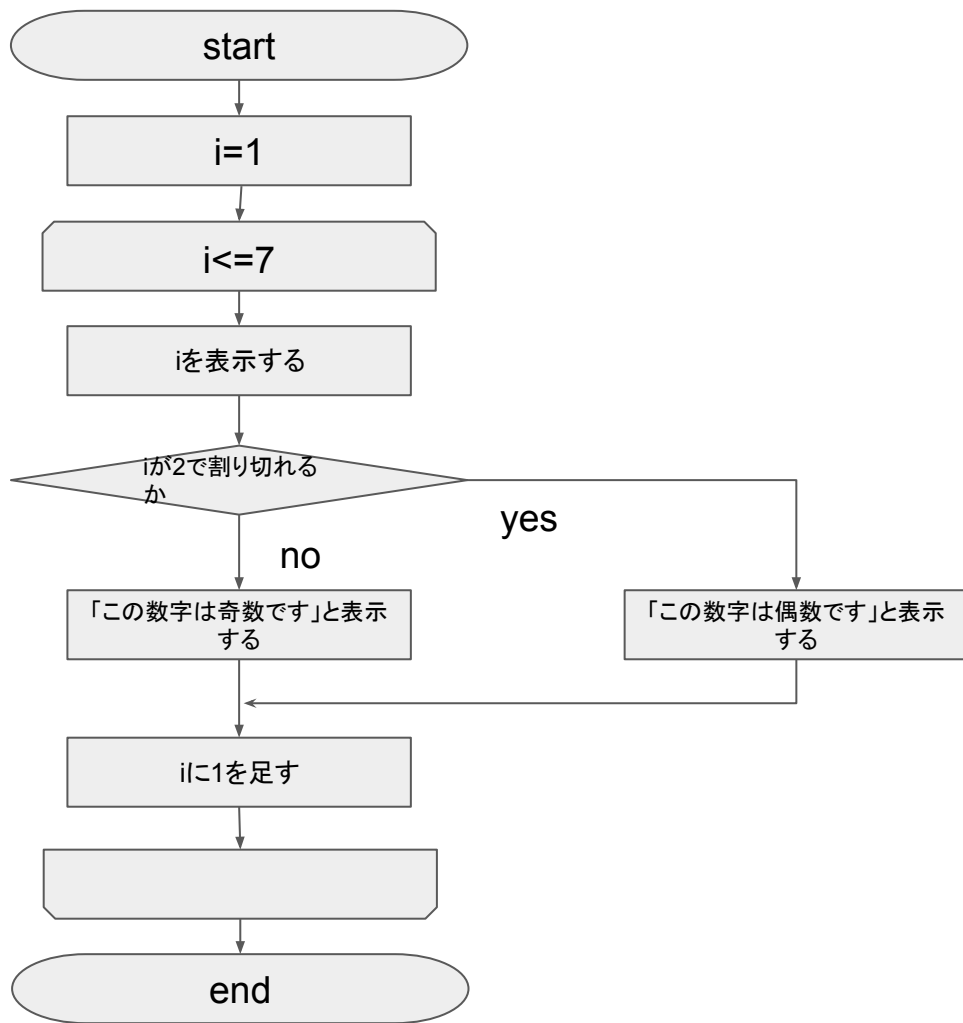 start
i=1
i<=7
iを表示する
iが2で割り切れる
か
yes
no
「この数字は奇数です」と表示
する
「この数字は偶数です」と表示
する
iに1を足す
end